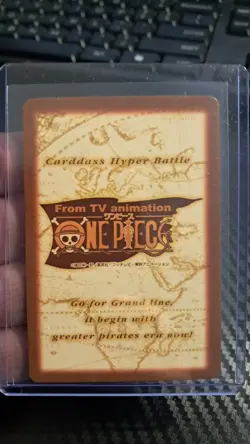 Carddass Hyper Battle
From TV animation
ワンピース
ONE PIECE
Go for Grand line.
it begin with
greater pirates era now!